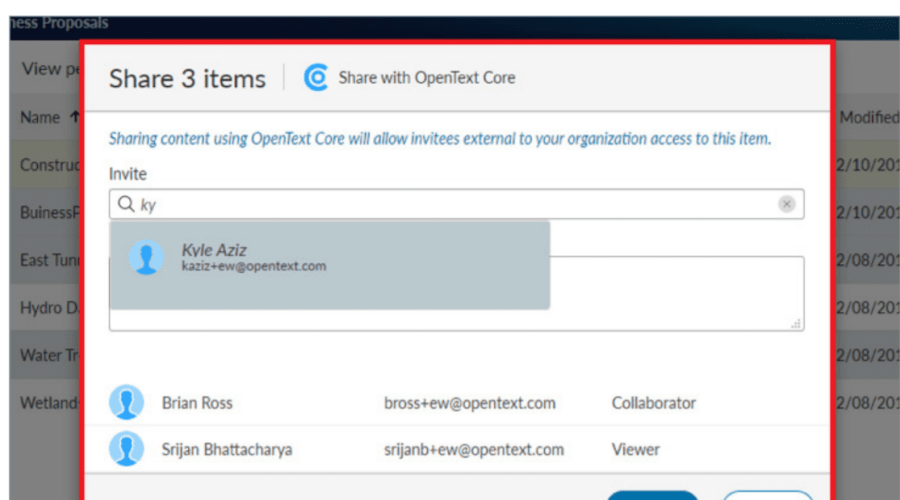 ness Proposals
View pe
Share 3 items
Share with OpenText Core
Name
Modified
Sharing content using OpenText Core will allow invitees external to your organization access to this item.
Construc
2/10/201
Invite
ky
BuinessP
2/10/201
Kyle Aziz
kaziz+ew@opentext.com
East Tunn
2/08/201
Hydro D
2/08/201
Water Tr
2/08/201
Wetland
Brian Ross bross+ew@opentext.com Collaborator
2/08/201
Srijan Bhattacharya srijanb+ew@opentext.com Viewer